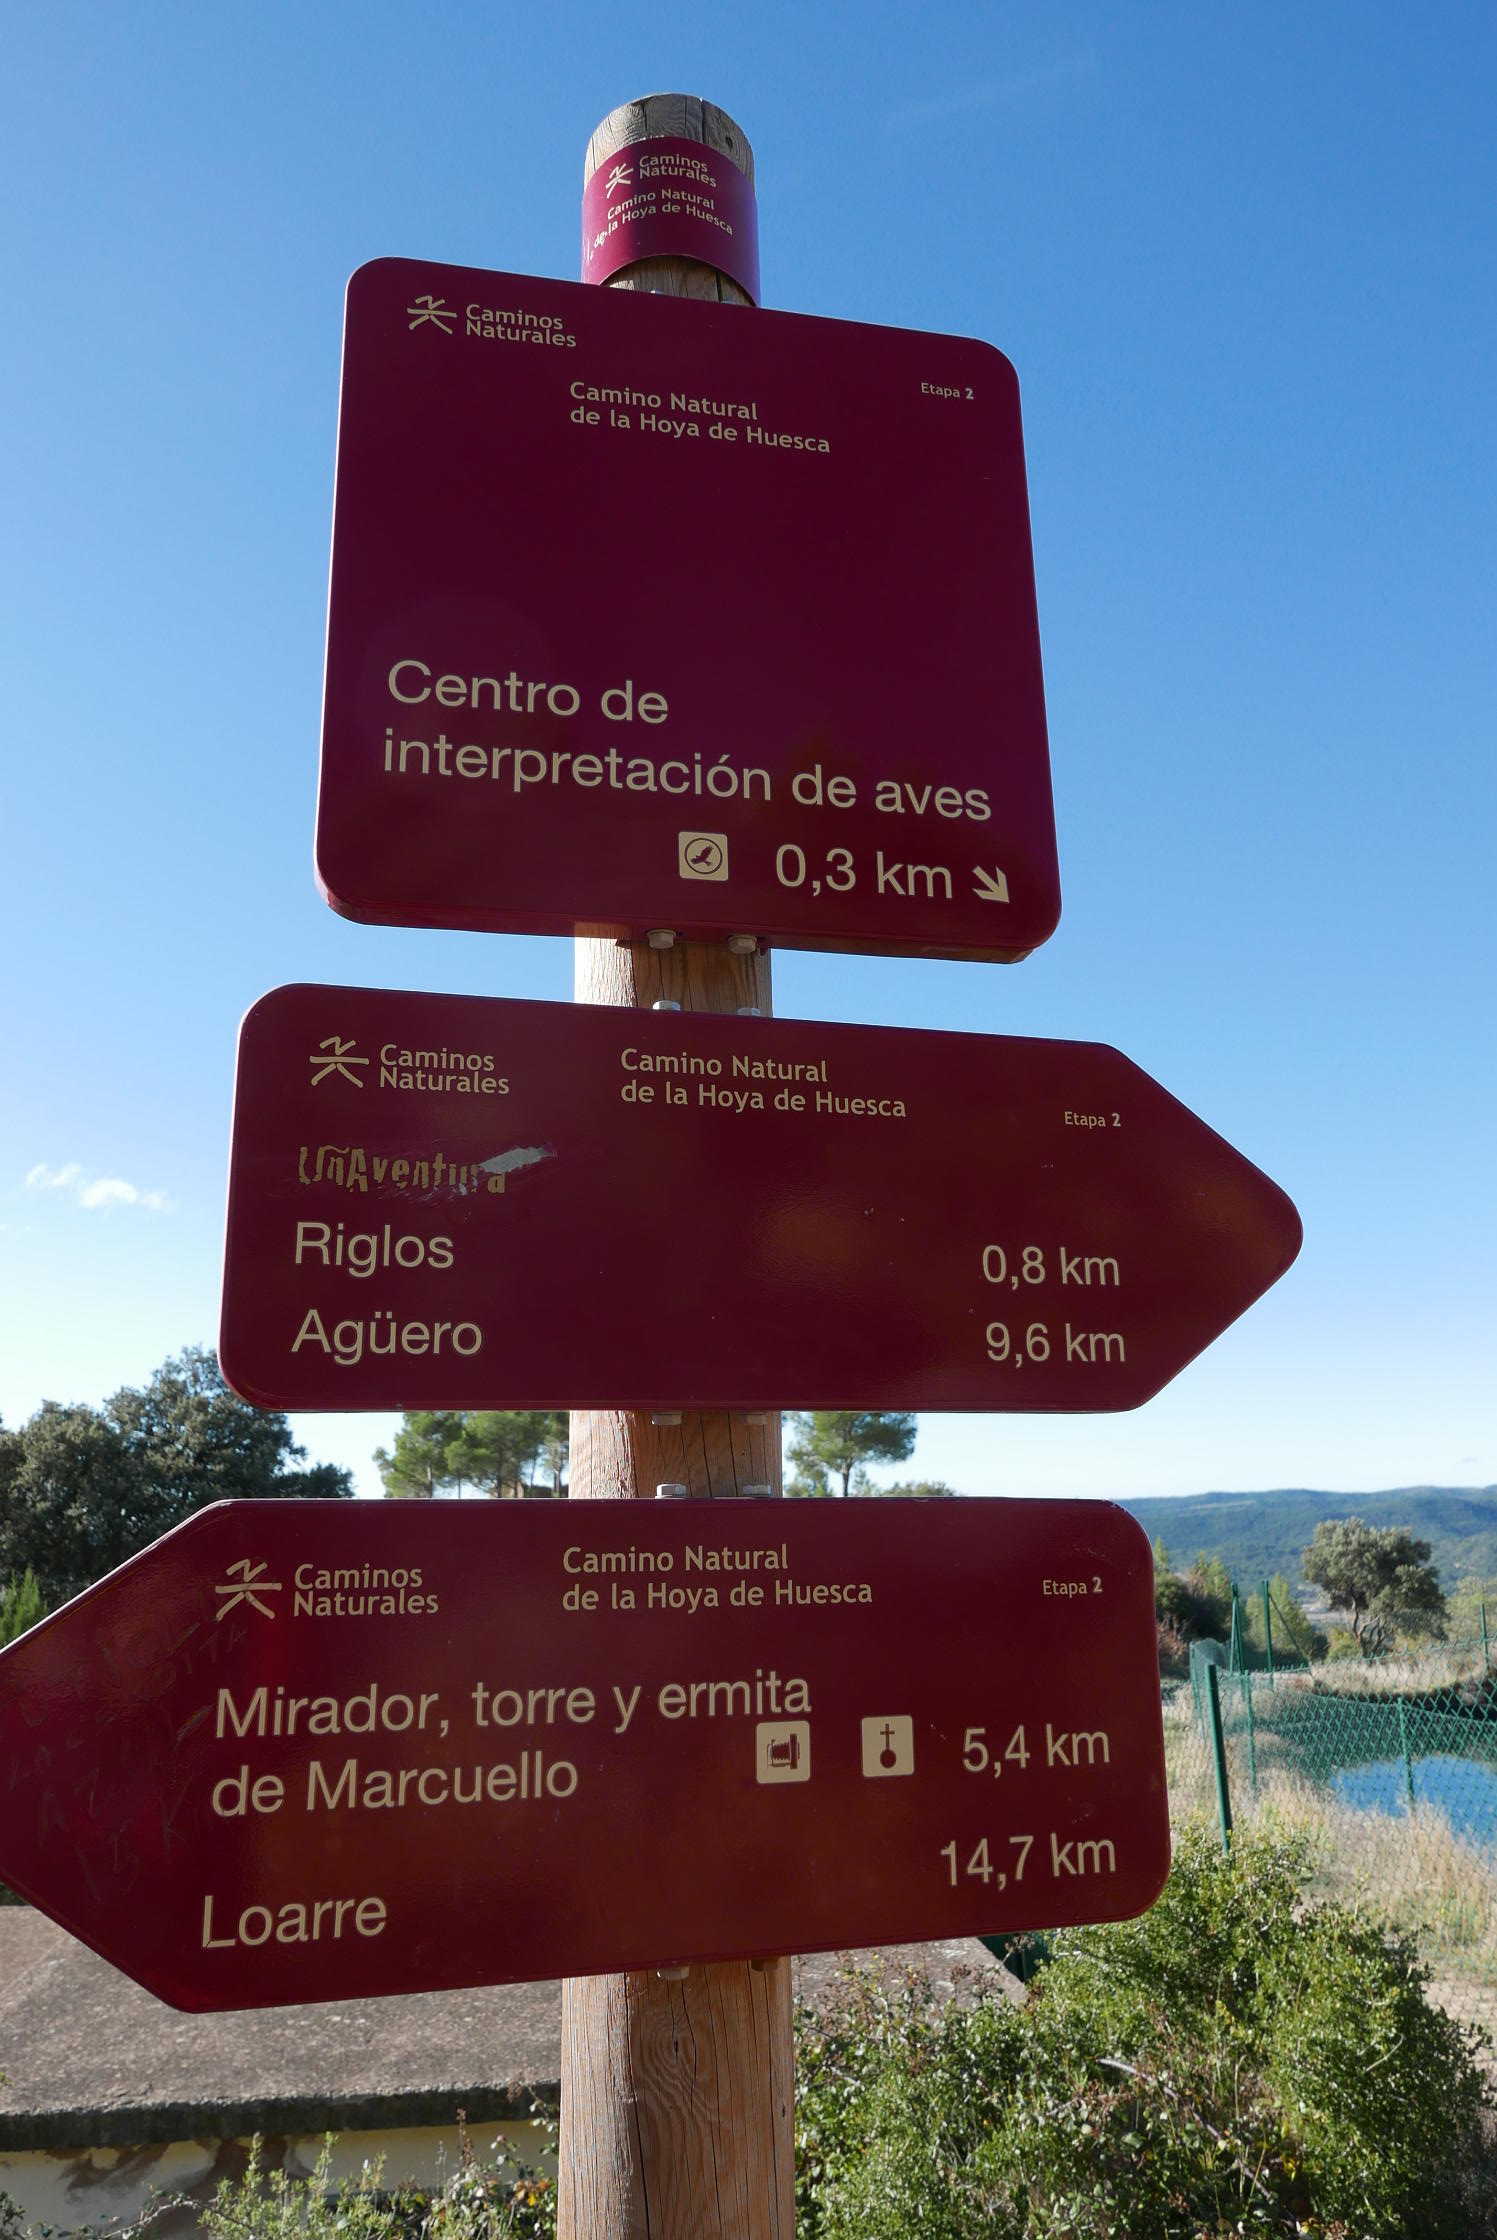 Caminos
Naturales
Camino Natural
de la Hoya de Huesca
Caminos
Naturales
Camino Natural
de la Hoya de Huesca
Etapa 2
Centro de
interpretación de aves
0,3 km
Caminos
Naturales
Camino Natural
de la Hoya de Huesca
Etapa 2
UñAventura
Riglos 0,8 km
Agüero 9,6 km
Caminos
Naturales
Camino Natural
de la Hoya de Huesca
Etapa 2
Mirador, torre y ermita
de Marcuello 5,4 km
Loarre 14,7 km